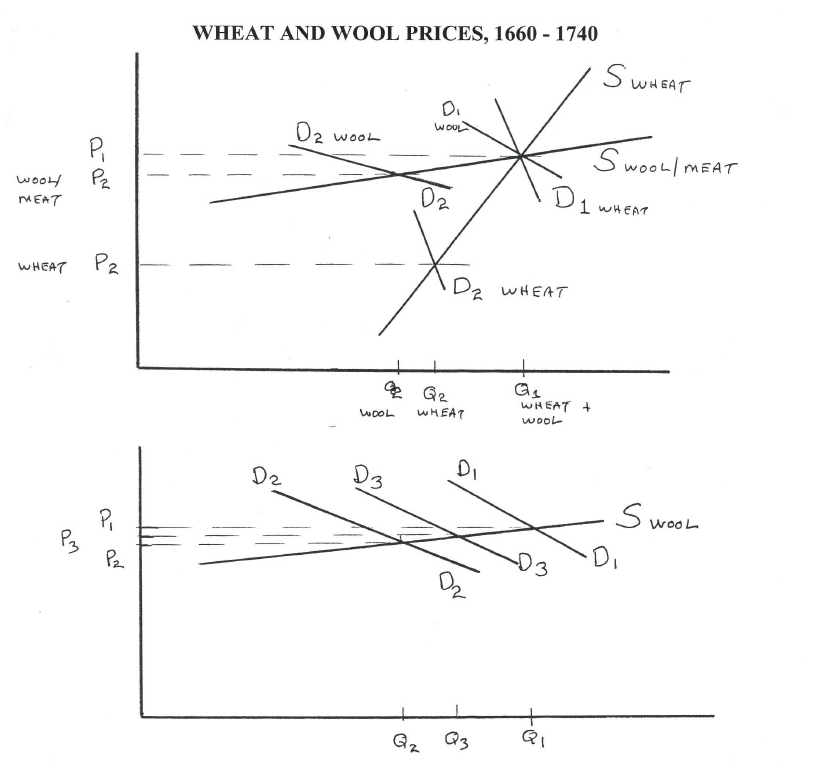 WHEAT AND WOOL PRICES, 1660 - 1740
S WHEAT
D1 WOOL
D2 WOOL
P1
S WOOL/MEAT
WOOL/ MEAT P2
D2
D1 WHEAT
WHEAT P2
D2 WHEAT
Q2 Q2 Q1
WOOL WHEAT WHEAT + WOOL
D2 D3 D1
P1
S WOOL
P3
P2
D3 D1
D2
Q2 Q3 Q1